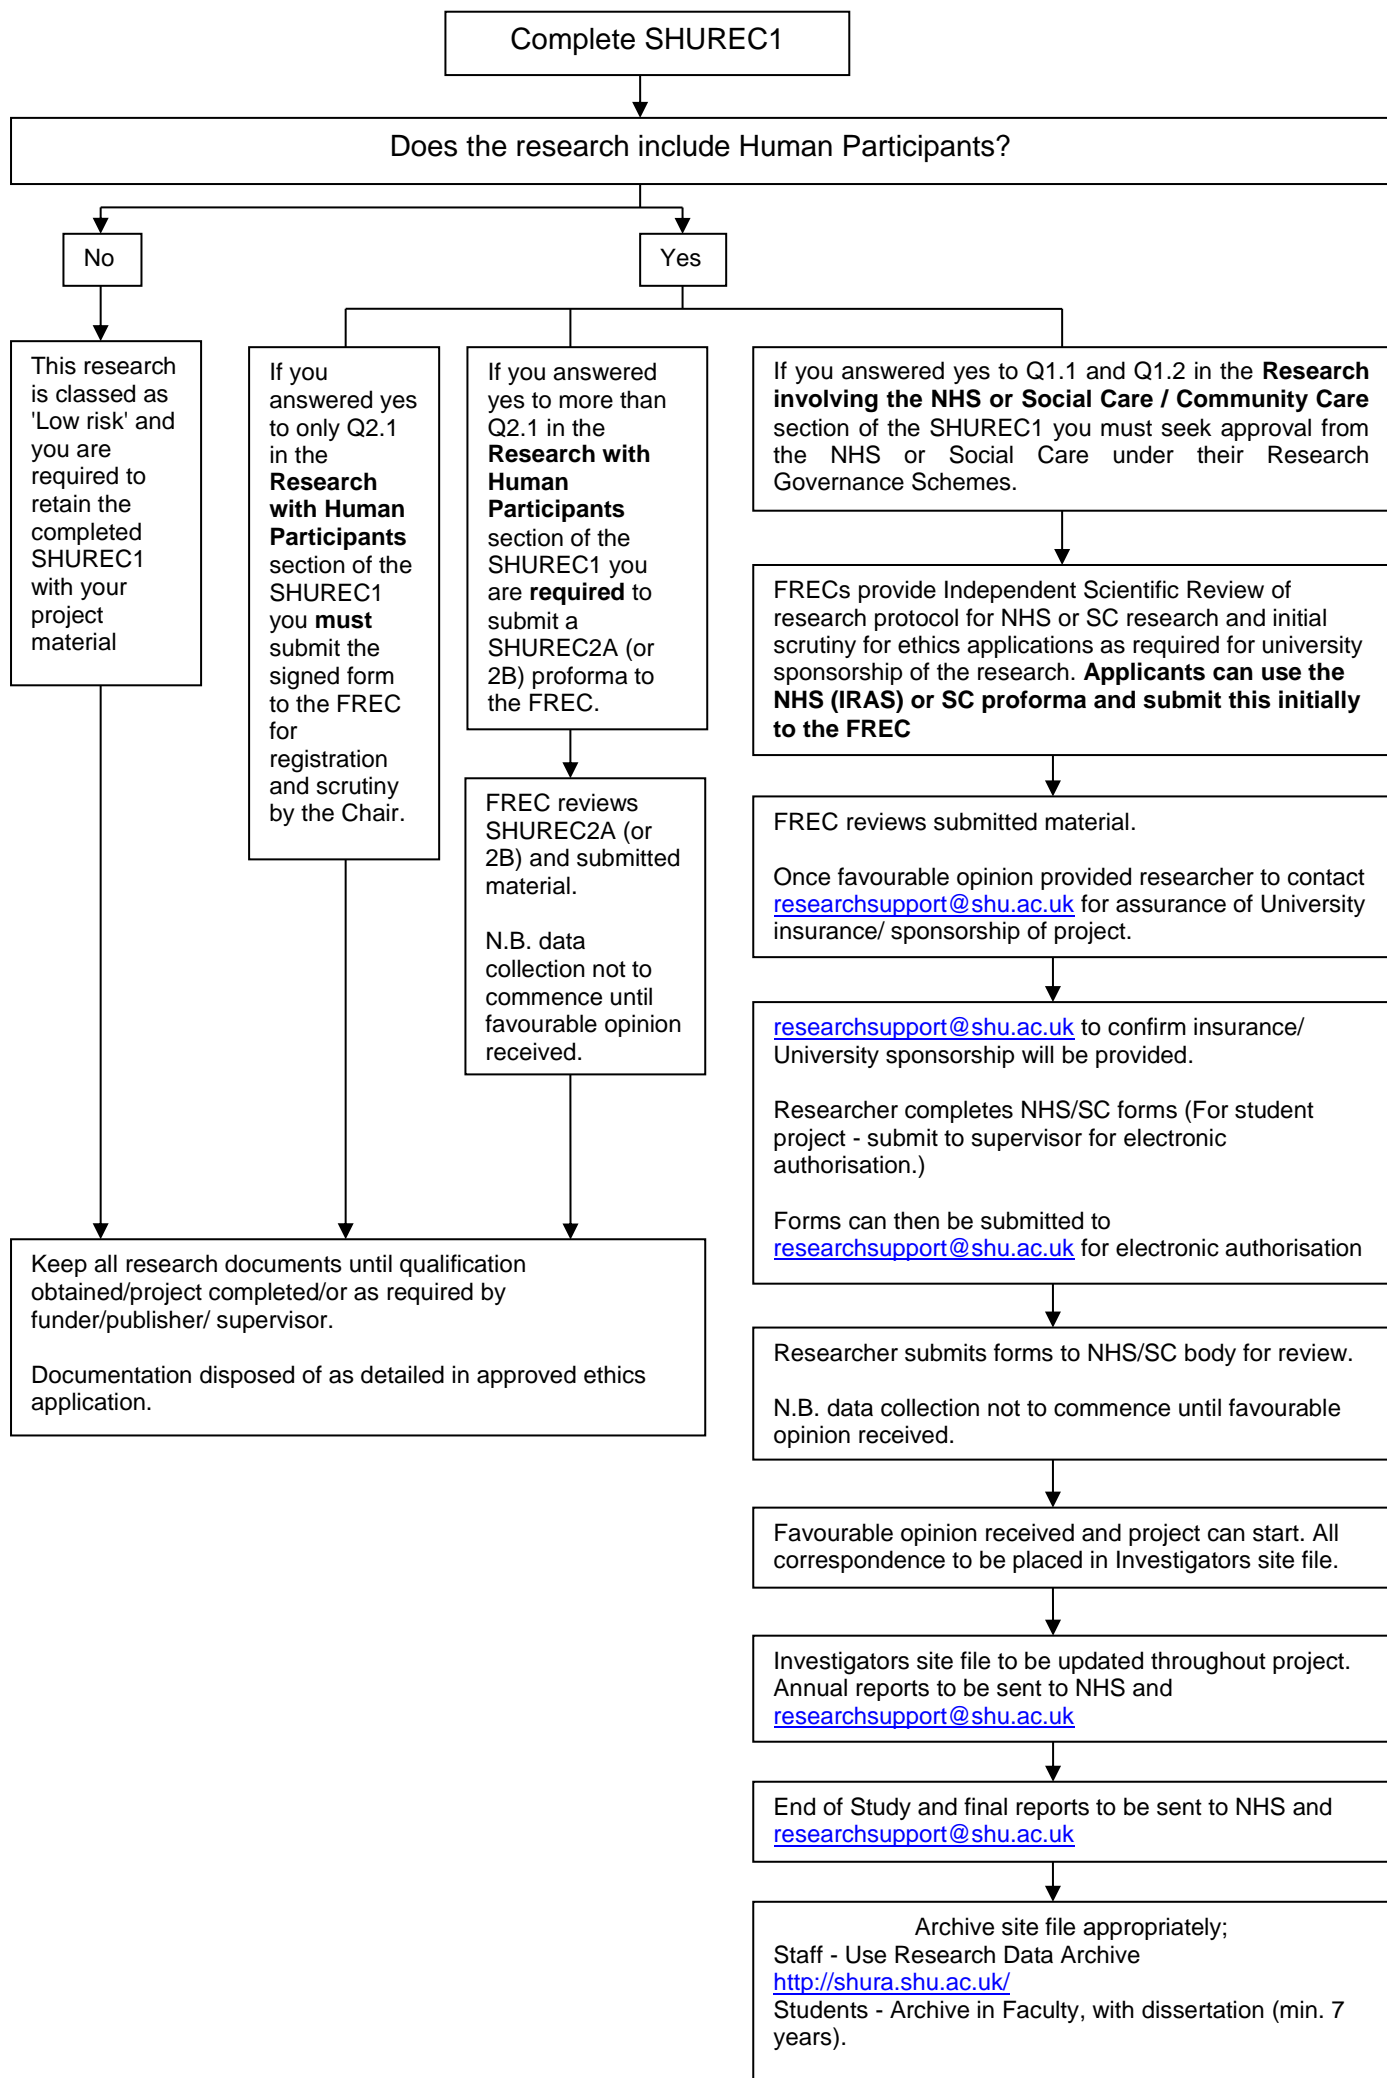 Complete SHUREC1
Does the research include Human Participants?
No
Yes
This research
is classed as
'Low risk' and
you are
required to
retain the
completed
SHUREC1
with your
project
material
If you
answered yes
to only Q2.1
in the
Research
with Human
Participants
section of the
SHUREC1
you must
submit the
signed form
to the FREC
for
registration
and scrutiny
by the Chair.
If you answered
yes to more than
Q2.1 in the
Research with
Human
Participants
section of the
SHUREC1 you
are required to
submit a
SHUREC2A (or
2B) proforma to
the FREC.
If you answered yes to Q1.1 and Q1.2 in the Research
involving the NHS or Social Care / Community Care
section of the SHUREC1 you must seek approval from
the NHS or Social Care under their Research
Governance Schemes.
FRECs provide Independent Scientific Review of
research protocol for NHS or SC research and initial
scrutiny for ethics applications as required for university
sponsorship of the research. Applicants can use the
NHS (IRAS) or SC proforma and submit this initially
to the FREC
FREC reviews
SHUREC2A (or
2B) and submitted
material.
N.B. data
collection not to
commence until
favourable opinion
received.
FREC reviews submitted material.
Once favourable opinion provided researcher to contact
researchsupport@shu.ac.uk for assurance of University
insurance/ sponsorship of project.
researchsupport@shu.ac.uk to confirm insurance/
University sponsorship will be provided.
Researcher completes NHS/SC forms (For student
project - submit to supervisor for electronic
authorisation.)
Forms can then be submitted to
researchsupport@shu.ac.uk for electronic authorisation
Keep all research documents until qualification
obtained/project completed/or as required by
funder/publisher/ supervisor.
Documentation disposed of as detailed in approved ethics
application.
Researcher submits forms to NHS/SC body for review.
N.B. data collection not to commence until favourable
opinion received.
Favourable opinion received and project can start. All
correspondence to be placed in Investigators site file.
Investigators site file to be updated throughout project.
Annual reports to be sent to NHS and
researchsupport@shu.ac.uk
End of Study and final reports to be sent to NHS and
researchsupport@shu.ac.uk
Archive site file appropriately;
Staff - Use Research Data Archive
http://shura.shu.ac.uk/
Students - Archive in Faculty, with dissertation (min. 7
years).